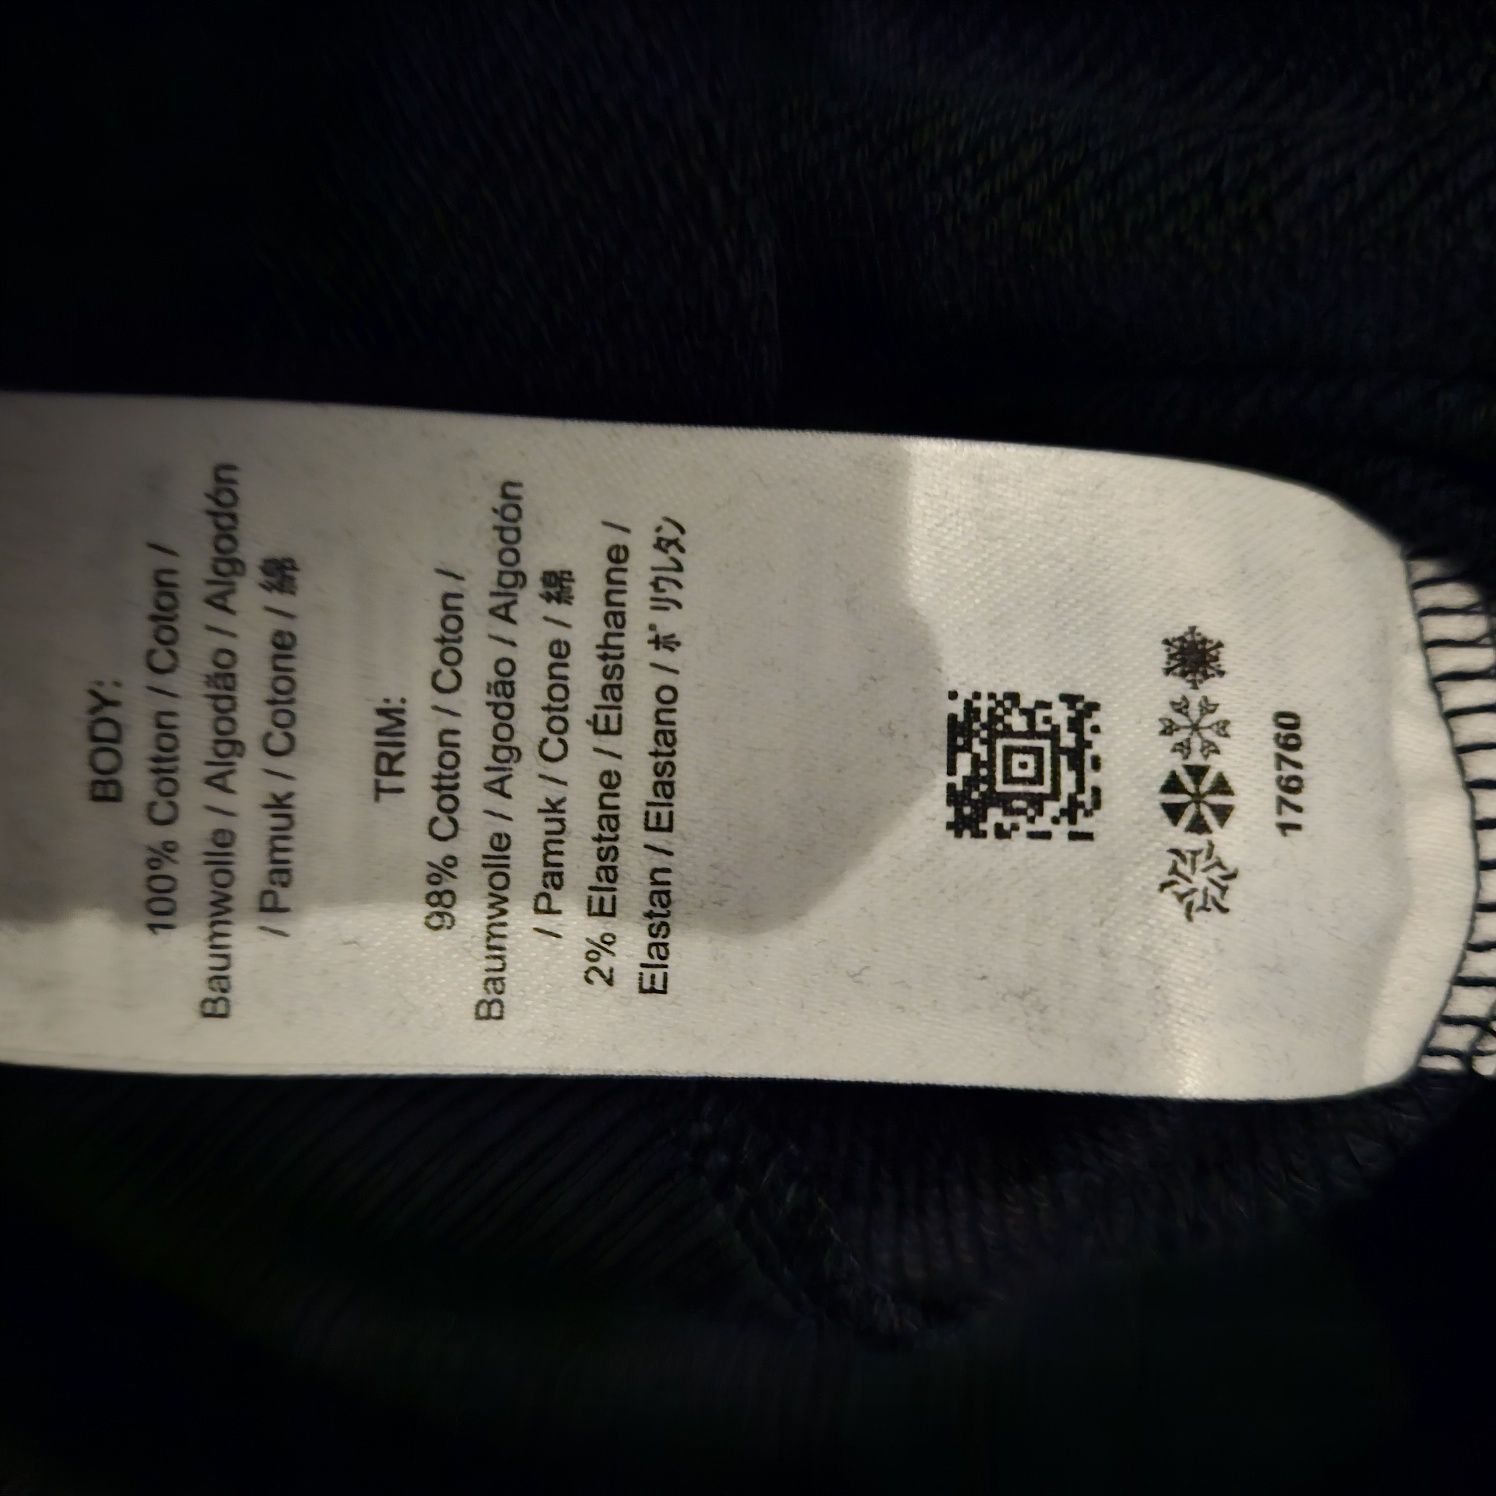 BODY:
100% Cotton / Coton /
Baumwolle / Algodão / Algodón
/ Pamuk / Cotone / 綿
TRIM:
98% Cotton / Coton /
Baumwolle / Algodão / Algodón
/ Pamuk / Cotone / 綿
2% Elastane / Élasthanne /
Elastan / Elastano / ポリウレタン
176760